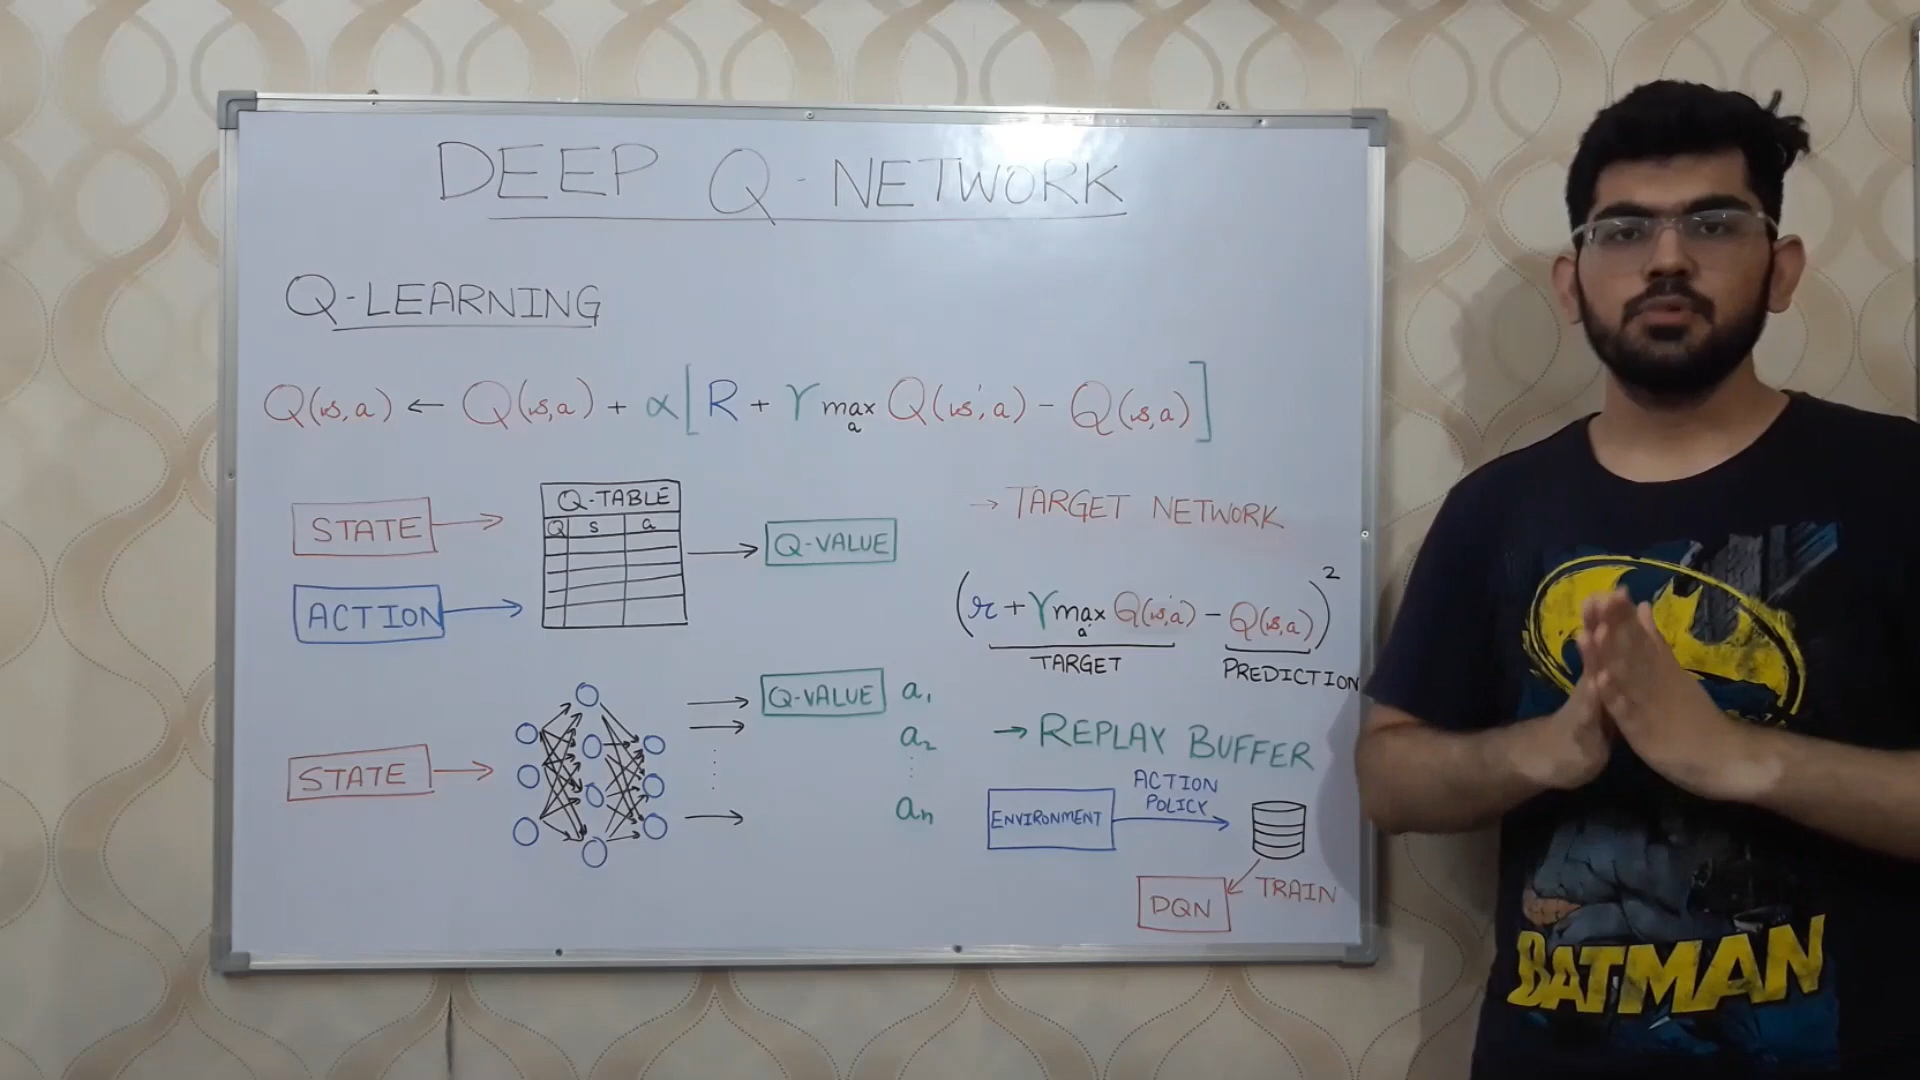 DEEP Q-NETWORK
Q-LEARNING
Q(s,a) ← Q(s,a) + α[R + γ max Q(s',a) - Q(s,a)]
a
STATE
ACTION
Q-TABLE
Q s a
Q-VALUE
STATE
Q-VALUE a₁
a₂
aₙ
→ TARGET NETWORK
(r + γ max Q(s',a) - Q(s,a))²
a'
TARGET
PREDICTION
→ REPLAY BUFFER
ENVIRONMENT
ACTION
POLICY
TRAIN
DQN
BATMAN